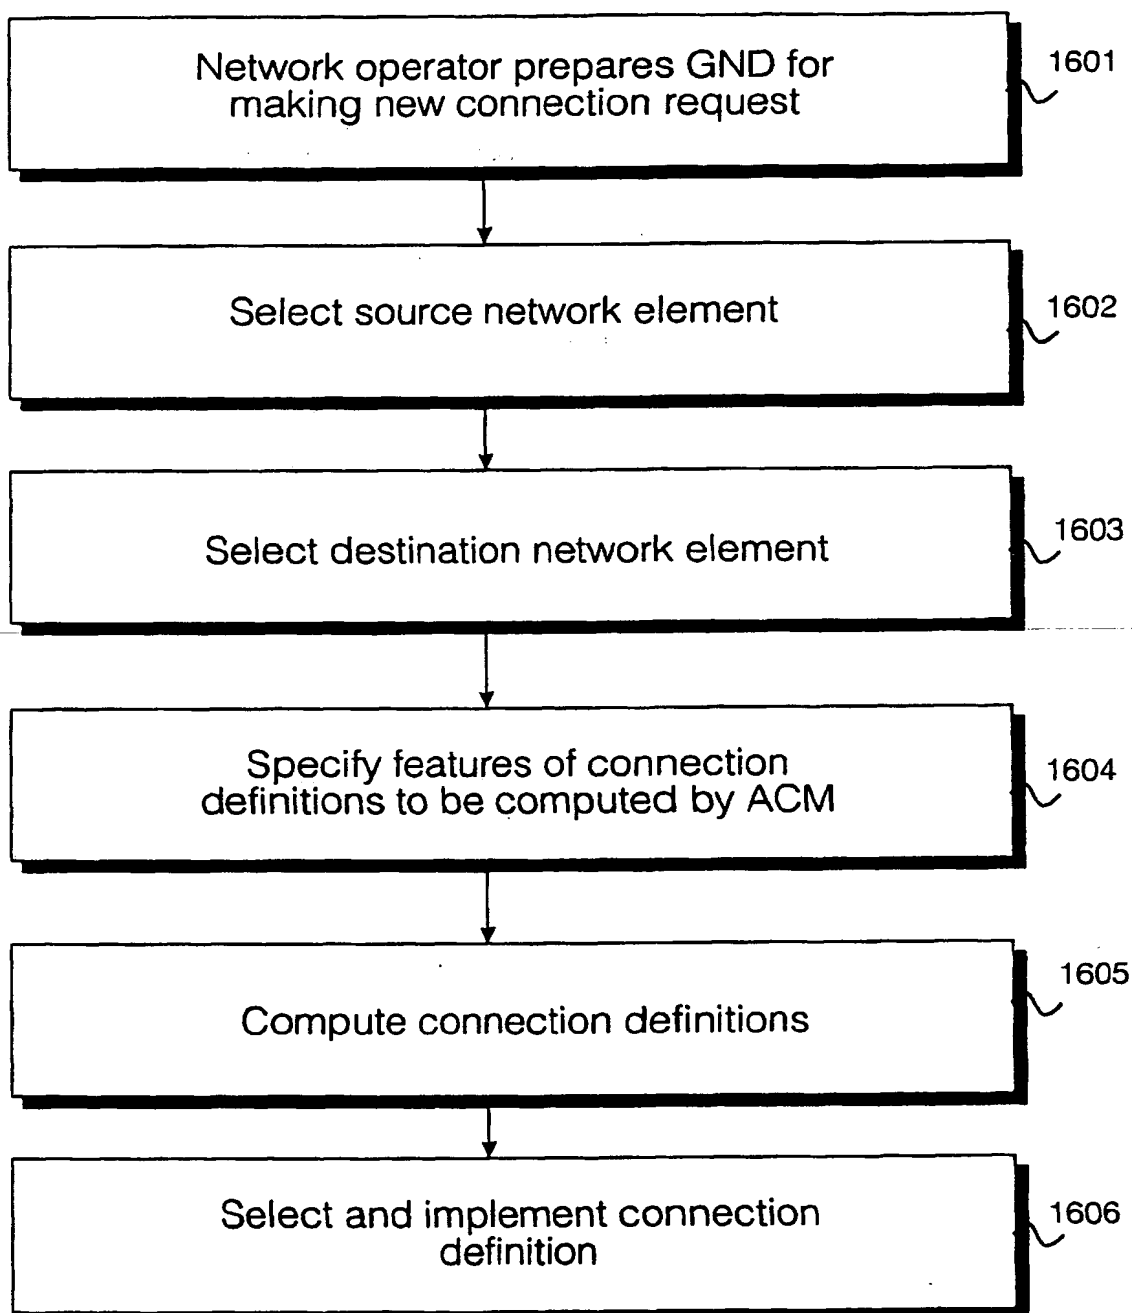 Network operator prepares GND for
making new connection request
1601
Select source network element
1602
Select destination network element
1603
Specify features of connection
definitions to be computed by ACM
1604
Compute connection definitions
1605
Select and implement connection
definition
1606